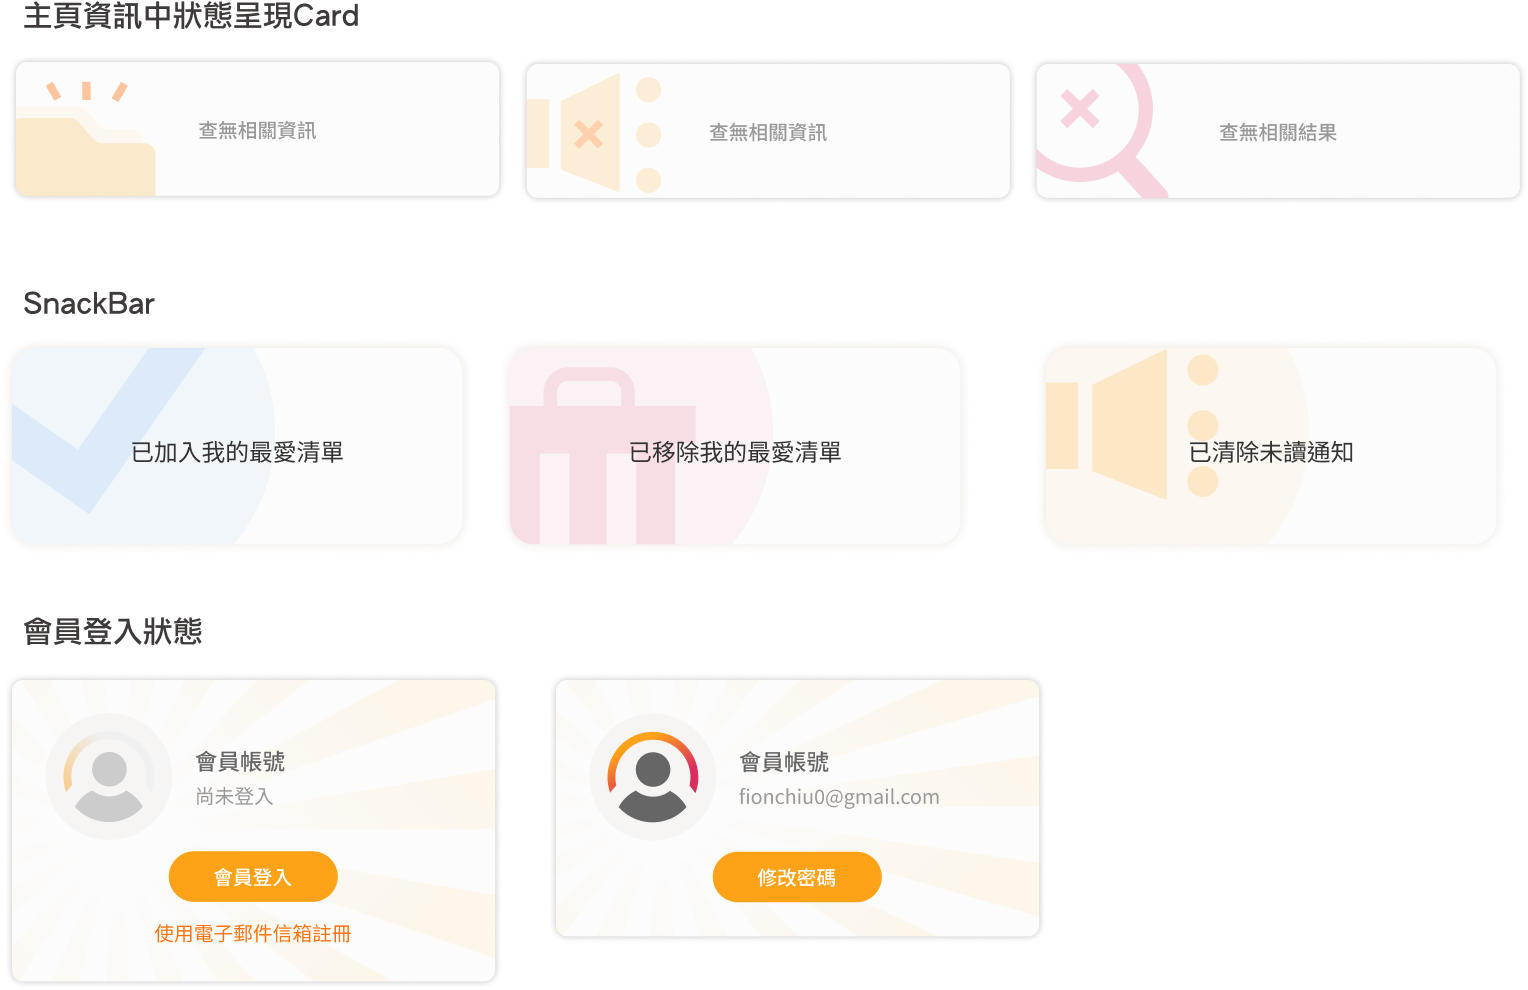 主頁資訊中狀態呈現Card
查無相關資訊
查無相關資訊
查無相關結果
SnackBar
已加入我的最愛清單
已移除我的最愛清單
已清除未讀通知
會員登入狀態
會員帳號
尚未登入
會員登入
使用電子郵件信箱註冊
會員帳號
fionchiu0@gmail.com
修改密碼